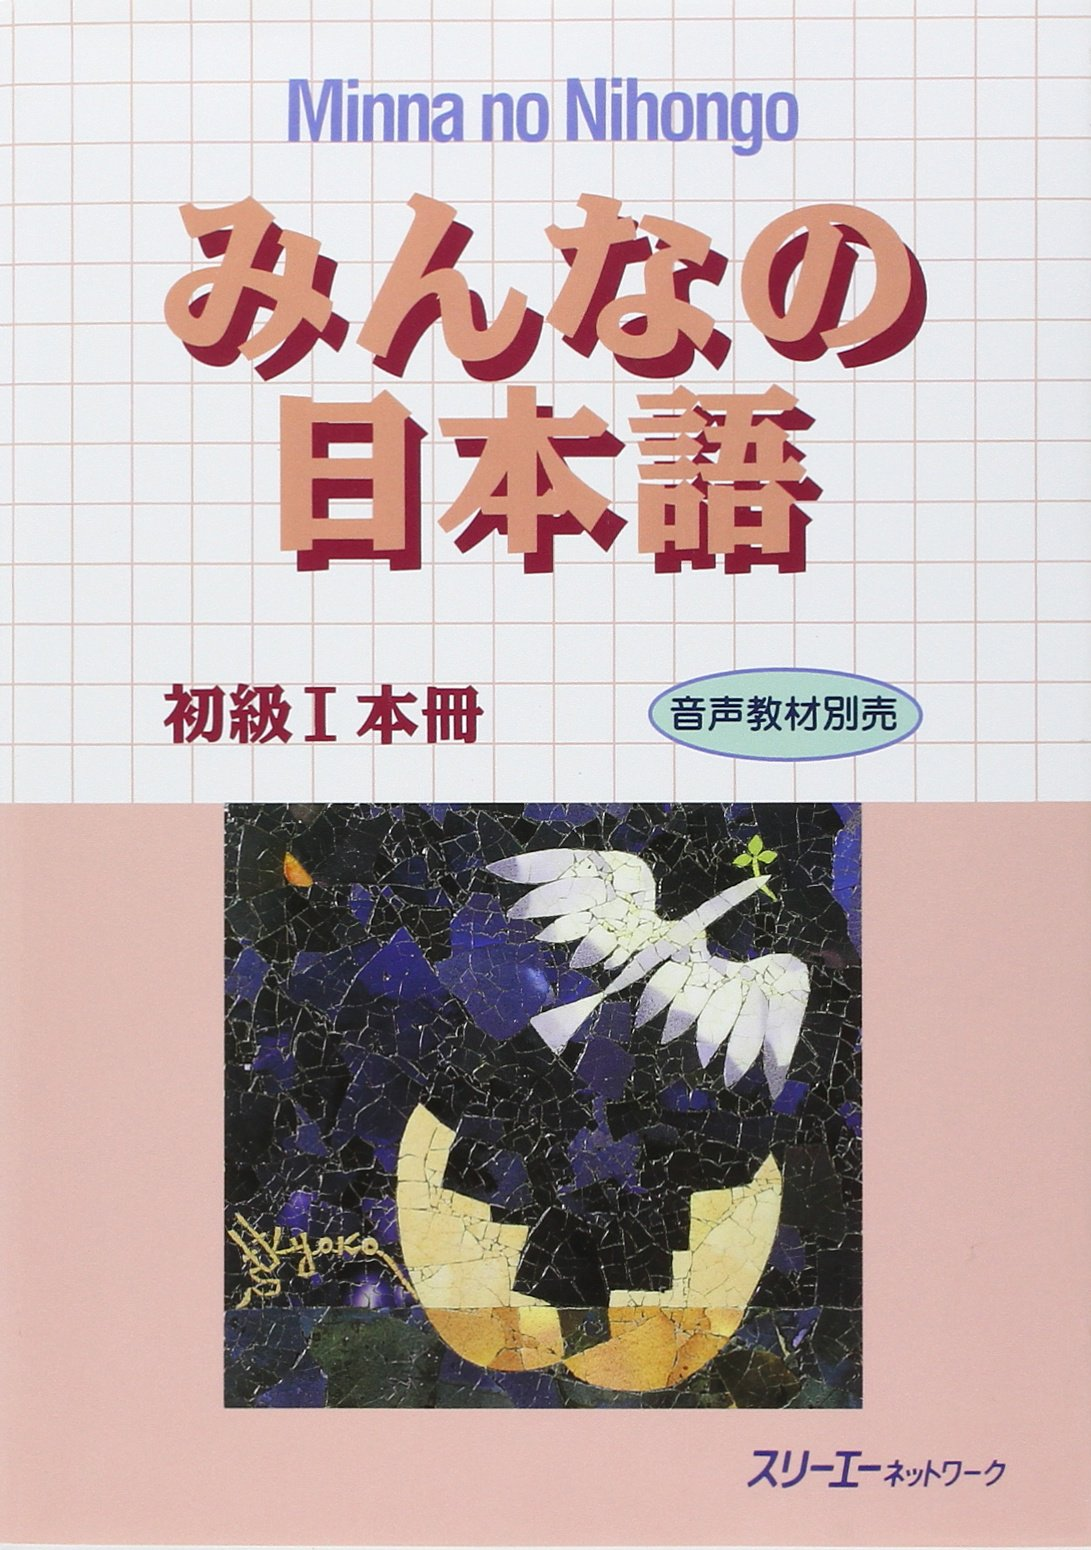 Minna no Nihongo
みんなの
日本語
初級I 本冊
音声教材別売
Kyoko
スリーエーネットワーク